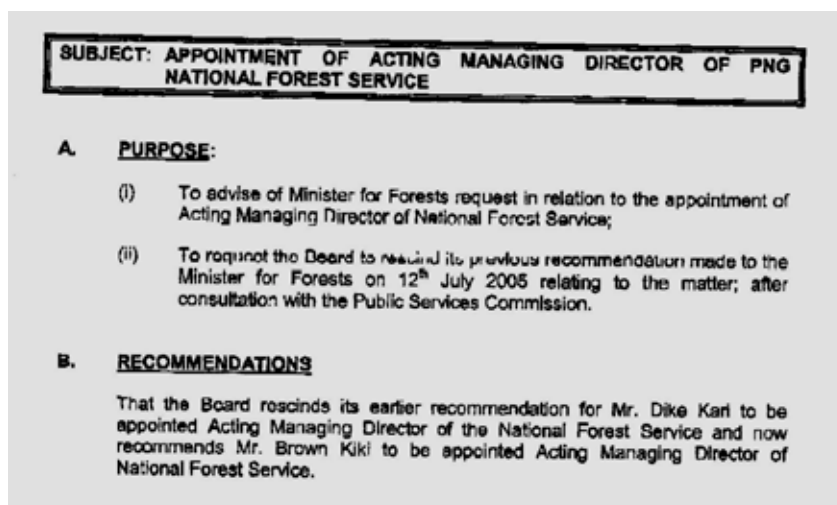 SUBJECT: APPOINTMENT OF ACTING MANAGING DIRECTOR OF PNG
NATIONAL FOREST SERVICE
A. PURPOSE:
(i) To advise of Minister for Forests request in relation to the appointment of
Acting Managing Director of National Forest Service;
(ii) To request the Board to rescind its previous recommendation made to the
Minister for Forests on 12th July 2005 relating to the matter; after
consultation with the Public Services Commission.
B. RECOMMENDATIONS
That the Board rescinds its earlier recommendation for Mr. Dike Kari to be
appointed Acting Managing Director of the National Forest Service and now
recommends Mr. Brown Kiki to be appointed Acting Managing Director of
National Forest Service.